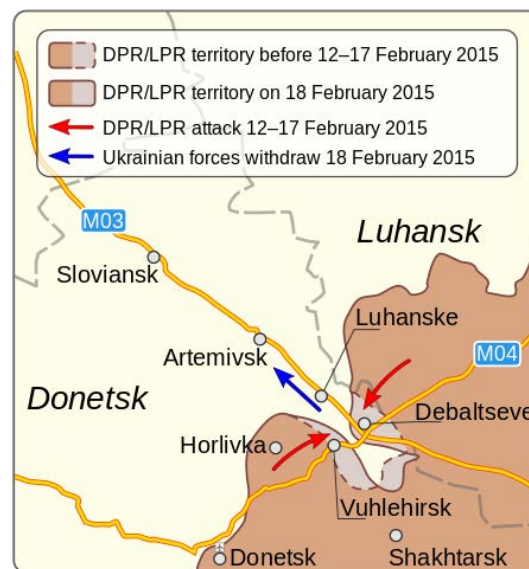 DPR/LPR territory before 12–17 February 2015
DPR/LPR territory on 18 February 2015
DPR/LPR attack 12–17 February 2015
Ukrainian forces withdraw 18 February 2015
M03
Luhansk
Sloviansk
Luhanske
Artemivsk
M04
Donetsk
Debaltseve
Horlivka
Vuhlehirsk
Donetsk
Shakhtarsk